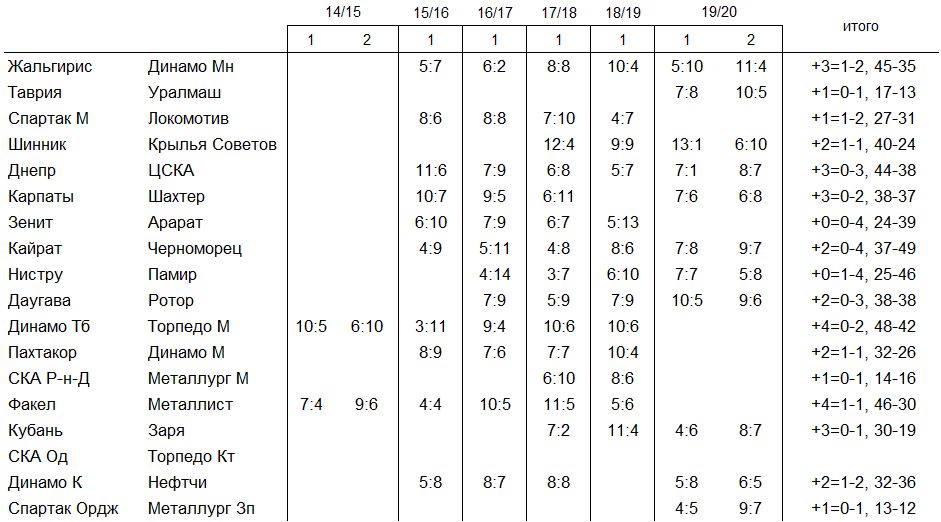 14/15 15/16 16/17 17/18 18/19 19/20 итого
1 2 1 1 1 1 1 2
Жальгирис Динамо Мн 5:7 6:2 8:8 10:4 5:10 11:4 +3=1-2, 45-35
Таврия Уралмаш 7:8 10:5 +1=0-1, 17-13
Спартак М Локомотив 8:6 8:8 7:10 4:7 +1=1-2, 27-31
Шинник Крылья Советов 12:4 9:9 13:1 6:10 +2=1-1, 40-24
Днепр ЦСКА 11:6 7:9 6:8 5:7 7:1 8:7 +3=0-3, 44-38
Карпаты Шахтер 10:7 9:5 6:11 7:6 6:8 +3=0-2, 38-37
Зенит Арарат 6:10 7:9 6:7 5:13 +0=0-4, 24-39
Кайрат Черноморец 4:9 5:11 4:8 8:6 7:8 9:7 +2=0-4, 37-49
Нистру Памир 4:14 3:7 6:10 7:7 5:8 +0=1-4, 25-46
Даугава Ротор 7:9 5:9 7:9 10:5 9:6 +2=0-3, 38-38
Динамо Тб Торпедо М 10:5 6:10 3:11 9:4 10:6 10:6 +4=0-2, 48-42
Пахтакор Динамо М 8:9 7:6 7:7 10:4 +2=1-1, 32-26
СКА Р-н-Д Металлург М 6:10 8:6 +1=0-1, 14-16
Факел Металлист 7:4 9:6 4:4 10:5 11:5 5:6 +4=1-1, 46-30
Кубань Заря 7:2 11:4 4:6 8:7 +3=0-1, 30-19
СКА Од Торпедо Кт
Динамо К Нефтчи 5:8 8:7 8:8 5:8 6:5 +2=1-2, 32-36
Спартак Ордж Металлург Зп 4:5 9:7 +1=0-1, 13-12